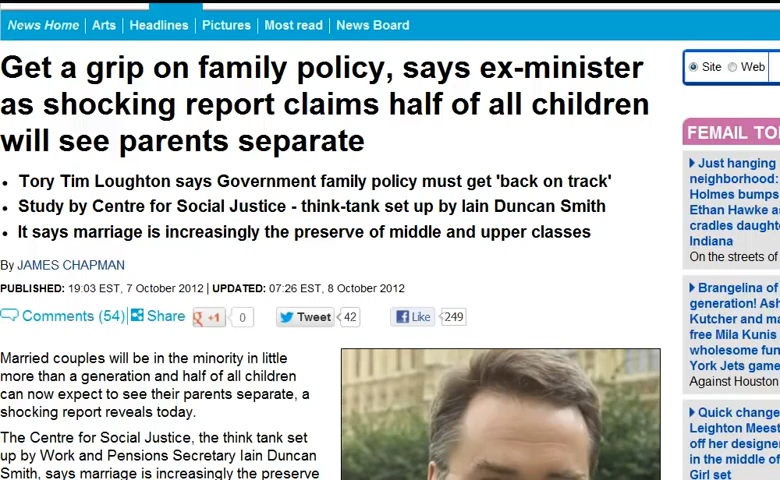 News Home Arts Headlines Pictures Most read News Board
Get a grip on family policy, says ex-minister
as shocking report claims half of all children
will see parents separate
Site Web
• Tory Tim Loughton says Government family policy must get 'back on track'
• Study by Centre for Social Justice - think-tank set up by Iain Duncan Smith
• It says marriage is increasingly the preserve of middle and upper classes
By JAMES CHAPMAN
PUBLISHED: 19:03 EST, 7 October 2012 | UPDATED: 07:26 EST, 8 October 2012
Comments (54) Share +1 0 Tweet 42 Like 249
Married couples will be in the minority in little
more than a generation and half of all children
can now expect to see their parents separate, a
shocking report reveals today.
The Centre for Social Justice, the think tank set
up by Work and Pensions Secretary Iain Duncan
Smith, says marriage is increasingly the preserve
FEMAIL
Just hanging
neighborhood:
Holmes bumps
Ethan Hawke
cradles
Indiana
On the streets of
Brangelina of
generation!
Kutcher and
free Mila Kunis
wholesome
York Jets game
Against Houston
Quick change
Leighton
off her designer
in the middle of
Girl set